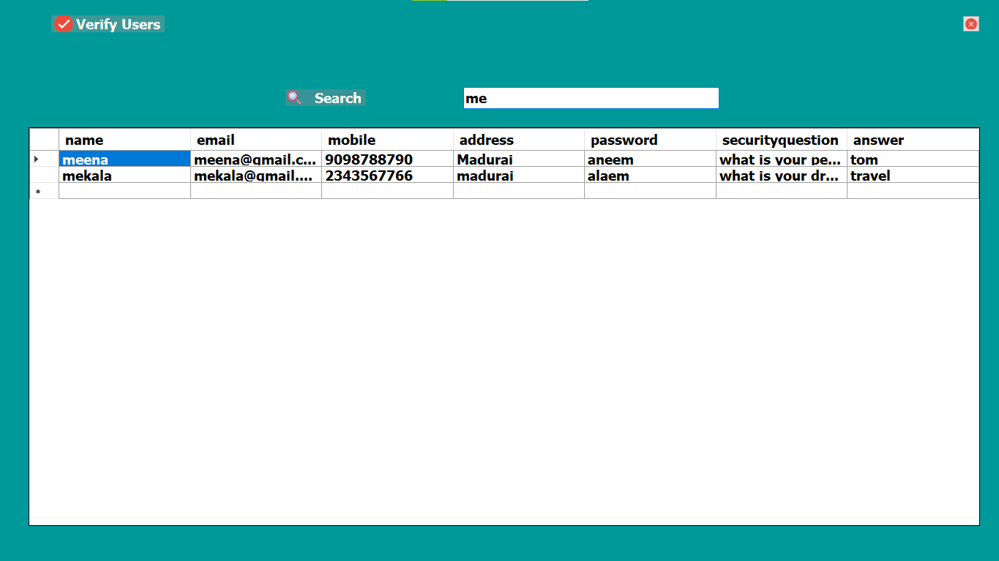 Verify Users
Search me
name email mobile address password securityquestion answer
meena meena@gmail.c... 9098788790 Madurai aneem what is your pe... tom
mekala mekala@gmail.... 2343567766 madurai alaem what is your dr... travel